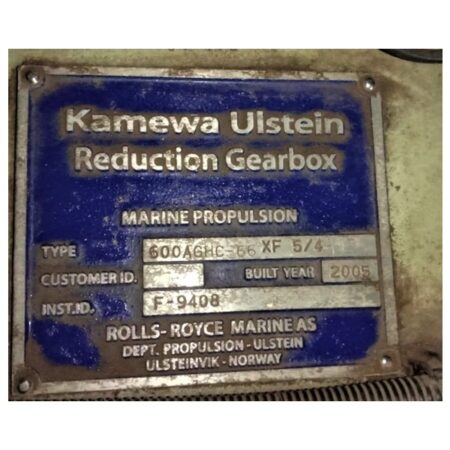 Kamewa Ulstein
Reduction Gearbox
MARINE PROPULSION
TYPE 600AGHC-66 XF 5/4
CUSTOMER ID. BUILT YEAR 2005
INST.ID. F-9408
ROLLS-ROYCE MARINE AS
DEPT. PROPULSION - ULSTEIN
ULSTEINVIK - NORWAY